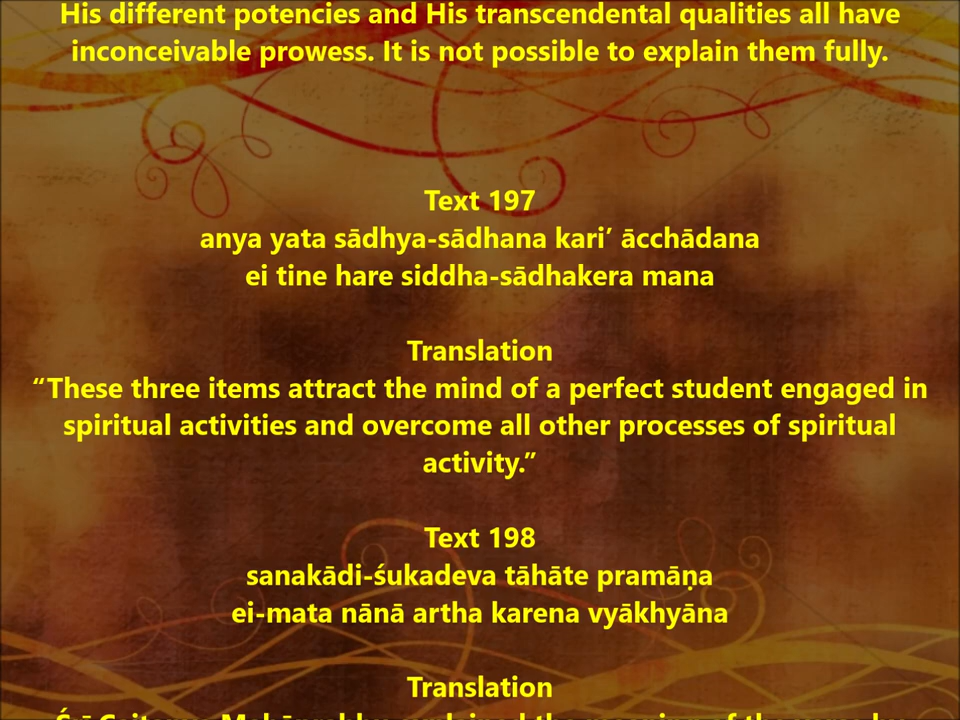 His different potencies and His transcendental qualities all have
inconceivable prowess. It is not possible to explain them fully.
Text 197
anya yata sādhya-sādhana kari’ ācchādana
ei tine hare siddha-sādhakera mana
Translation
“These three items attract the mind of a perfect student engaged in
spiritual activities and overcome all other processes of spiritual
activity.”
Text 198
sanakādi-śukadeva tāhāte pramāṇa
ei-mata nānā artha karena vyākhyāna
Translation